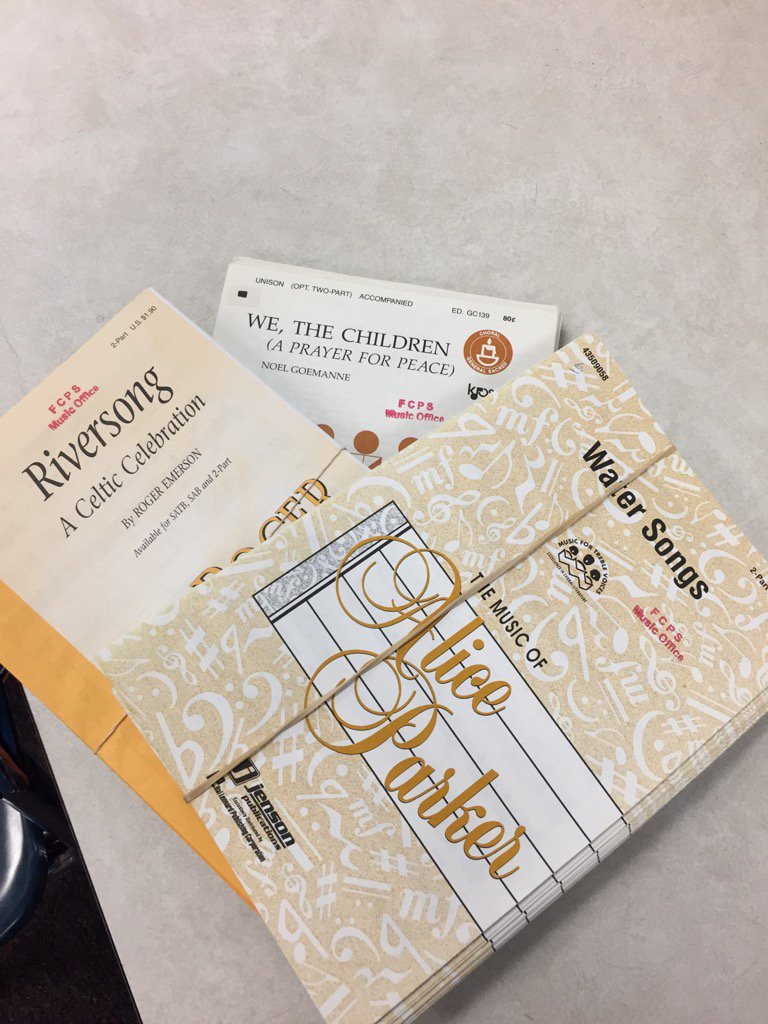 2-Part U.S. $1.90
FCPS
Music Office
Riversong
A Celtic Celebration
By ROGER EMERSON
Available for SATB, SAB and 2-Part
UNISON (OPT. TWO-PART) ACCOMPANIED ED. GC139 80¢
WE, THE CHILDREN
(A PRAYER FOR PEACE)
NOEL GOEMANNE
CHORAL
GENERAL SACRED
FCPS
Music Office
43509058
Water Songs
2-Part
MUSIC FOR TREBLE VOICES
FCPS
Music Office
THE MUSIC OF
Alice
Parker
jenson
publications